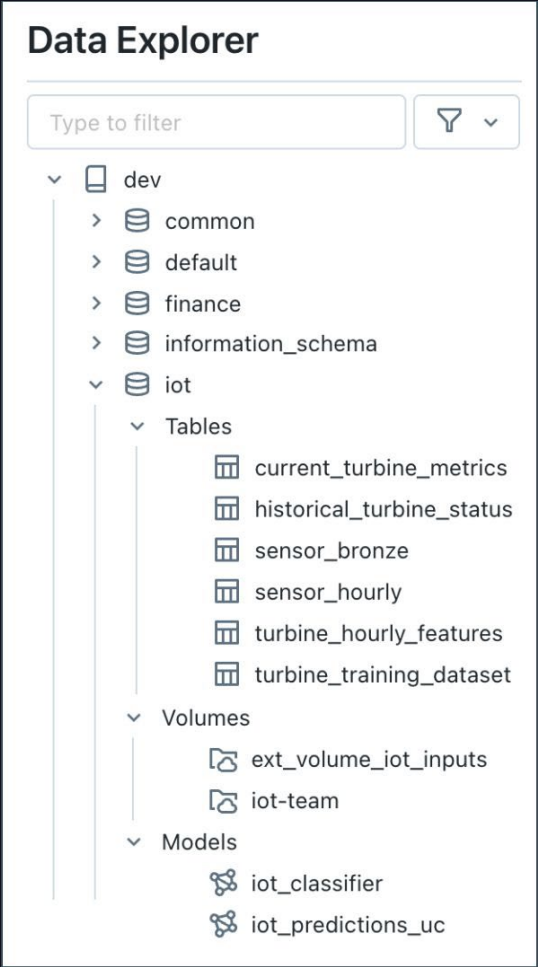 Data Explorer
Type to filter
dev
common
default
finance
information_schema
iot
Tables
current_turbine_metrics
historical_turbine_status
sensor_bronze
sensor_hourly
turbine_hourly_features
turbine_training_dataset
Volumes
ext_volume_iot_inputs
iot-team
Models
iot_classifier
iot_predictions_uc